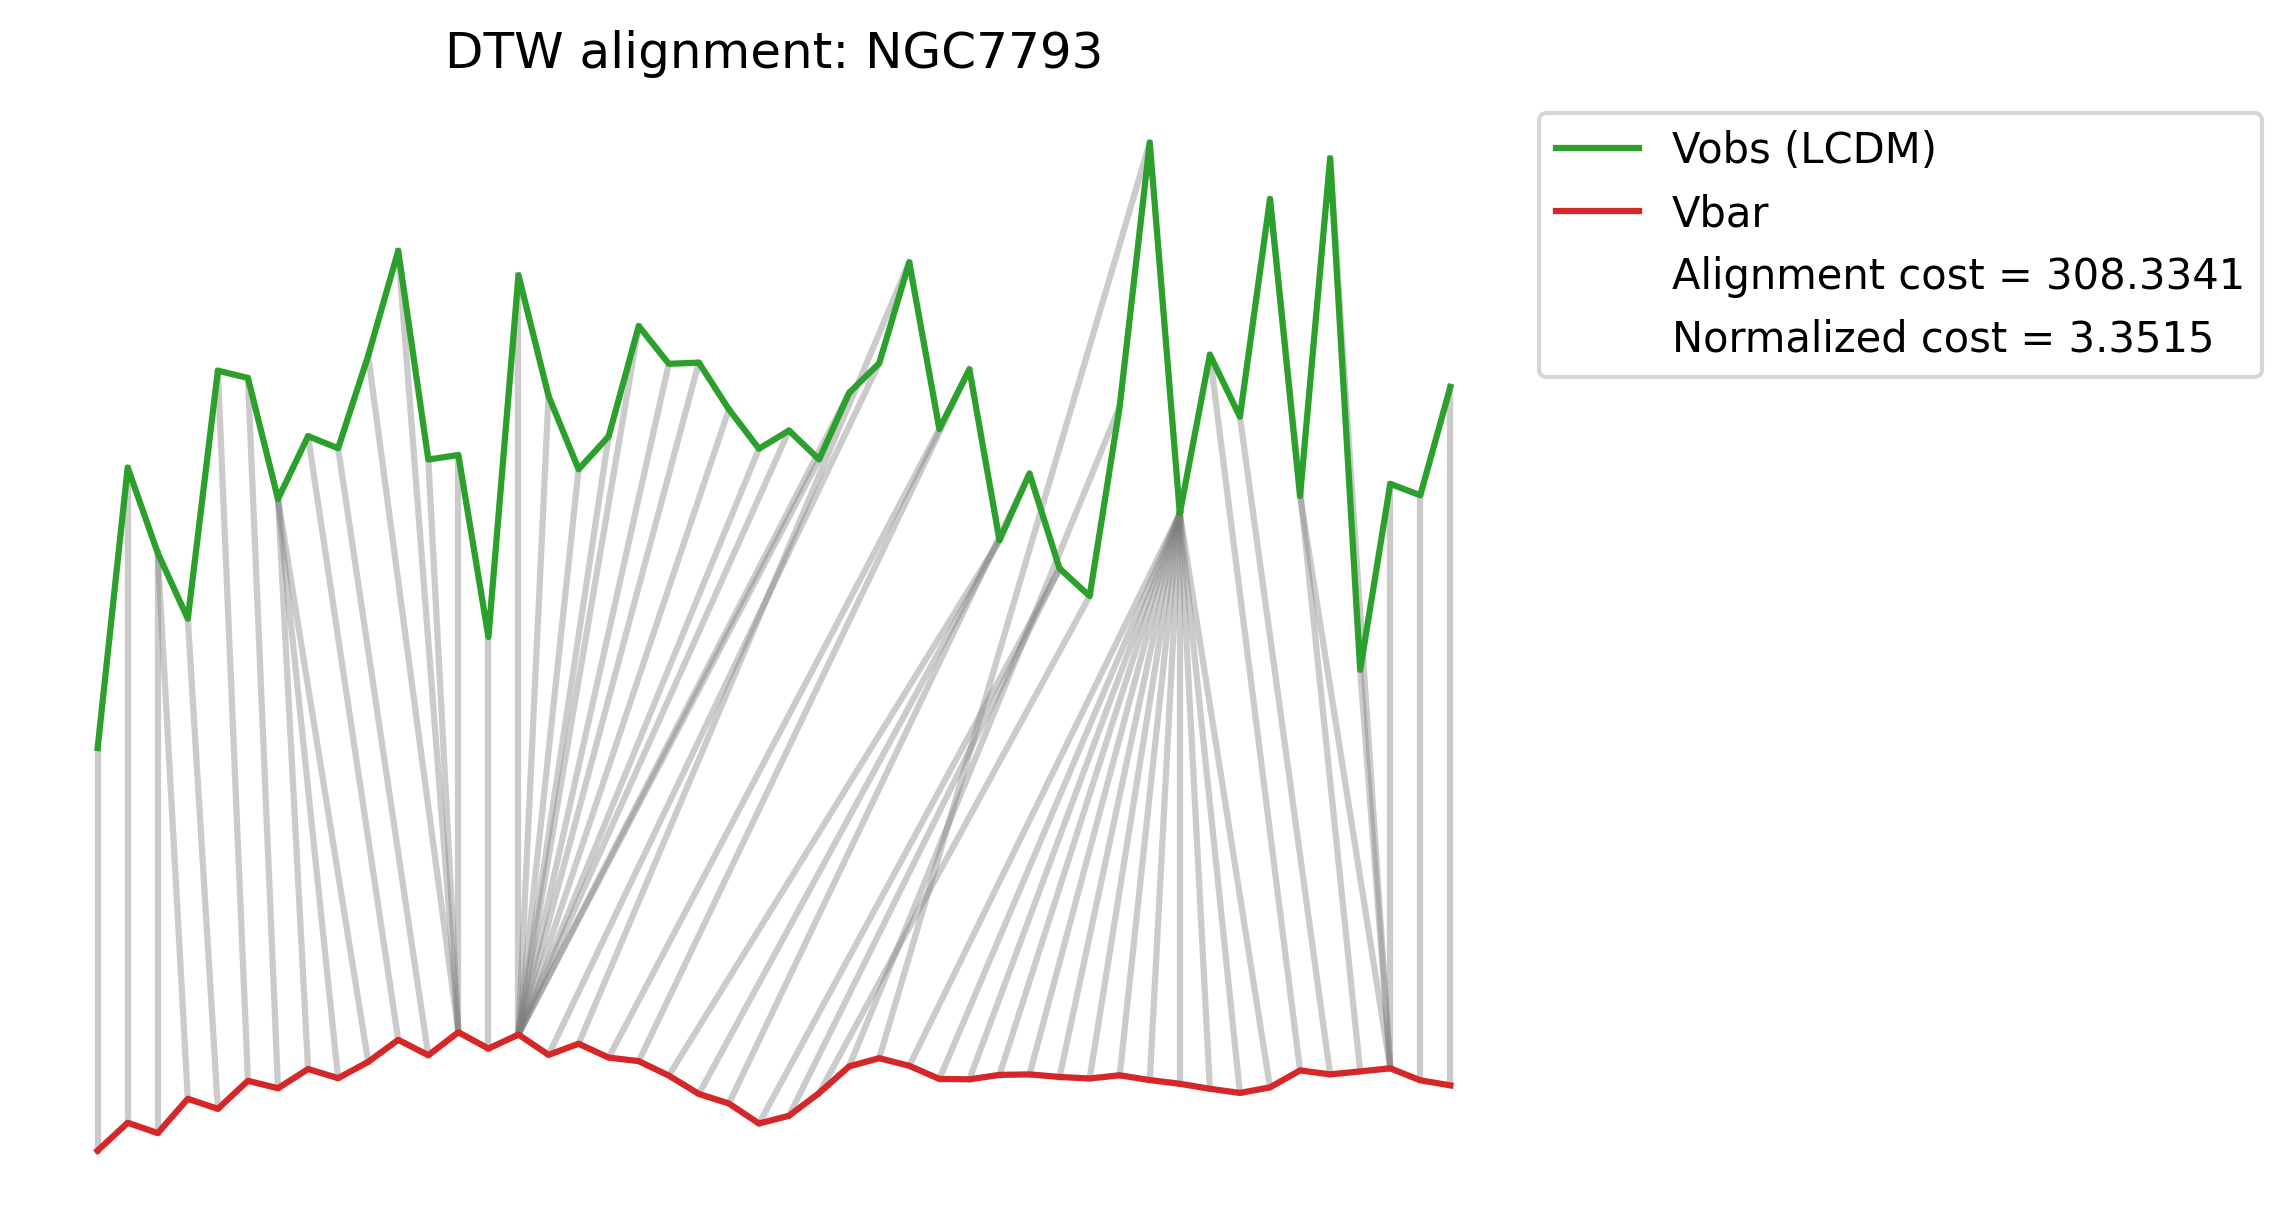 DTW alignment: NGC7793
Vobs (LCDM)
Vbar
Alignment cost = 308.3341
Normalized cost = 3.3515